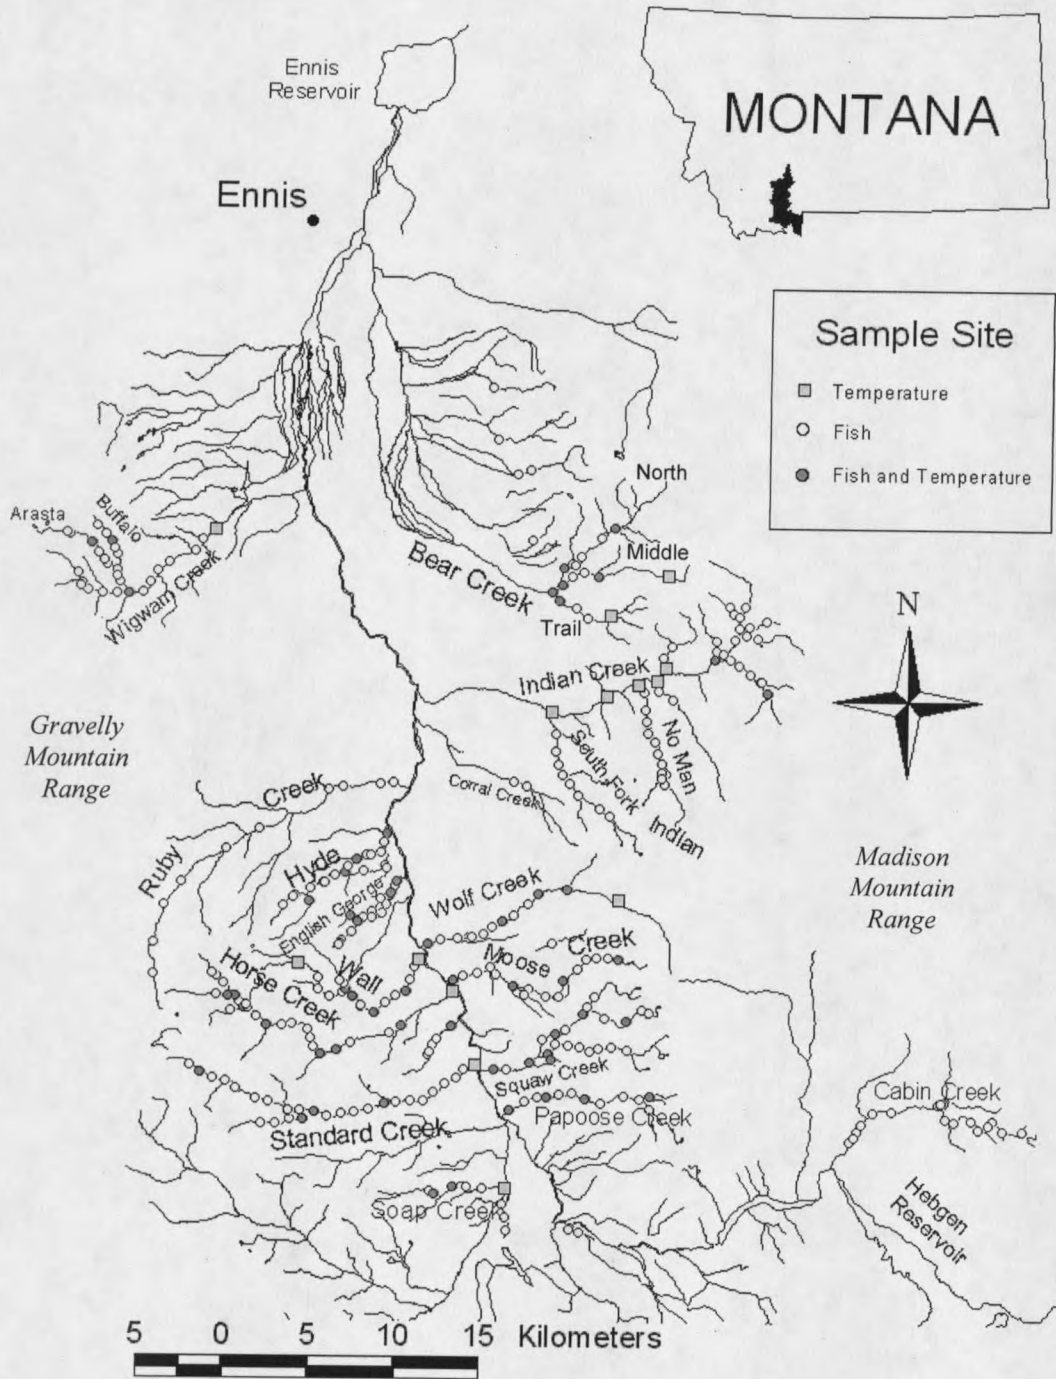 Ennis
Reservoir
MONTANA
Ennis
Sample Site
Temperature
Fish
Fish and Temperature
North
Arasta
Buffalo
Middle
Bear Creek
Wigwam Creek
Trail
N
Indian Creek
Gravelly
Mountain
Range
South Fork
No Man
Creek
Corral Creek
Indian
Ruby
Hyde
Madison
Mountain
Range
Wolf Creek
English George
Creek
Moose
Wall
Horse Creek
Squaw Creek
Cabin Creek
Papoose Creek
Standard Creek
Hebgen
Reservoir
Soap Creek
5 0 5 10 15 Kilometers